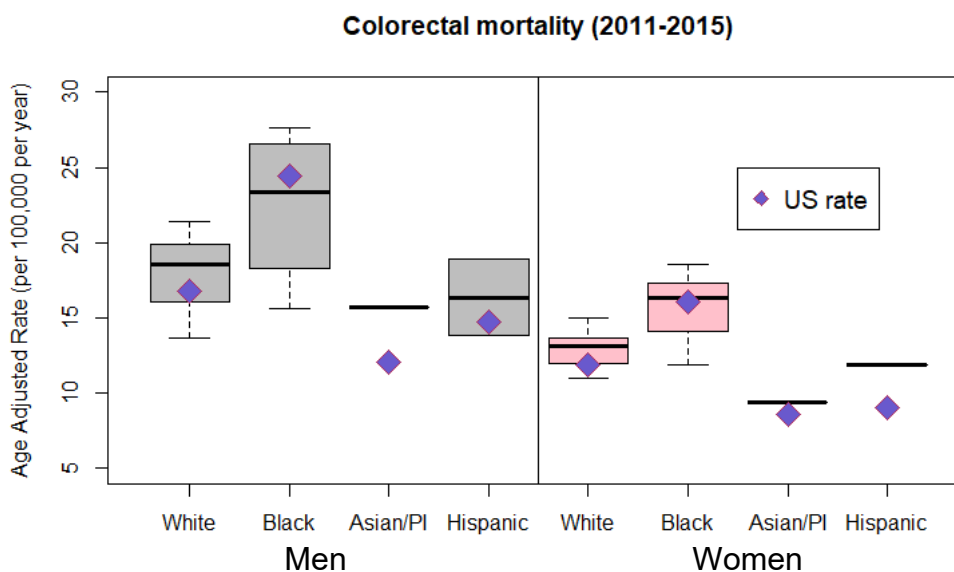 Colorectal mortality (2011-2015)
Age Adjusted Rate (per 100,000 per year)
30
25
20
15
10
5
US rate
White Black Asian/PI Hispanic White Black Asian/PI Hispanic
Men Women